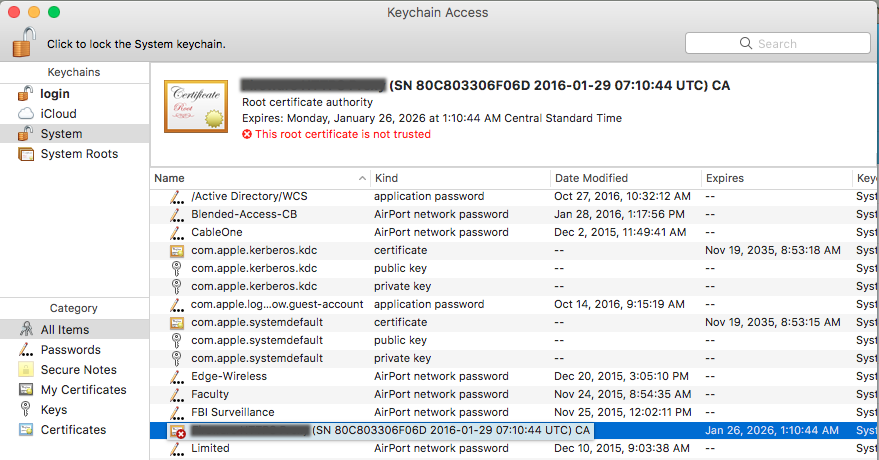 Keychain Access
Click to lock the System keychain.
Search
Keychains
login
iCloud
System
System Roots
Certificate
Root
(SN 80C803306F06D 2016-01-29 07:10:44 UTC) CA
Root certificate authority
Expires: Monday, January 26, 2026 at 1:10:44 AM Central Standard Time
This root certificate is not trusted
Name Kind Date Modified Expires Keyc
/Active Directory/WCS application password Oct 27, 2016, 10:32:12 AM -- Syst
Blended-Access-CB AirPort network password Jan 28, 2016, 1:17:56 PM -- Syst
CableOne AirPort network password Dec 2, 2015, 11:49:41 AM -- Syst
com.apple.kerberos.kdc certificate -- Nov 19, 2035, 8:53:18 AM Syst
com.apple.kerberos.kdc public key -- -- Syst
com.apple.kerberos.kdc private key -- -- Syst
com.apple.log...ow.guest-account application password Oct 14, 2016, 9:15:19 AM -- Syst
com.apple.systemdefault certificate -- Nov 19, 2035, 8:53:15 AM Syst
com.apple.systemdefault public key -- -- Syst
com.apple.systemdefault private key -- -- Syst
Edge-Wireless AirPort network password Dec 20, 2015, 3:05:10 PM -- Syst
Faculty AirPort network password Nov 24, 2015, 8:54:35 AM -- Syst
FBI Surveillance AirPort network password Nov 25, 2015, 12:02:11 PM -- Syst
(SN 80C803306F06D 2016-01-29 07:10:44 UTC) CA Jan 26, 2026, 1:10:44 AM Syst
Limited AirPort network password Dec 10, 2015, 9:03:38 AM -- Syst
Category
All Items
Passwords
Secure Notes
My Certificates
Keys
Certificates